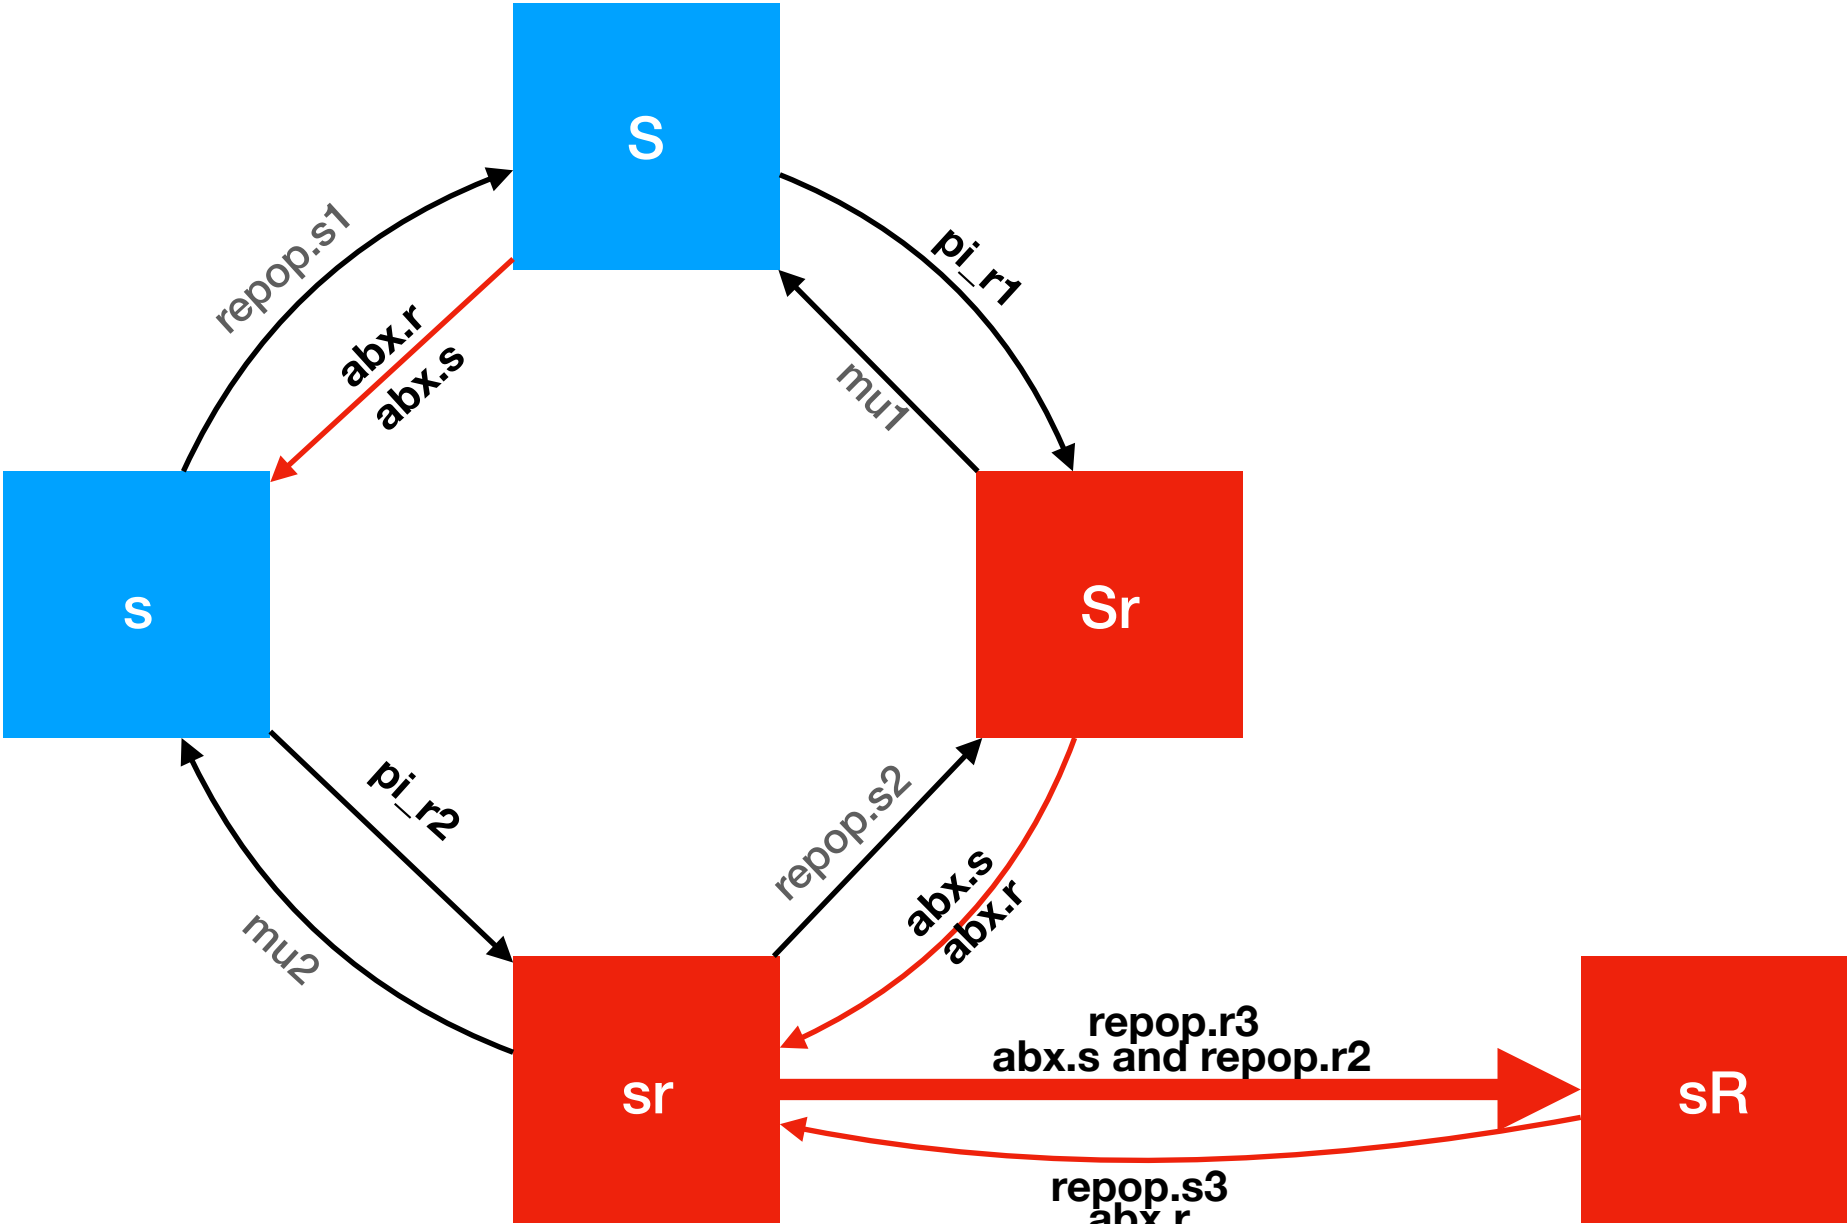 S
repop.s1
pi_r1
abx.r
abx.s
mu1
s
Sr
pi_r2
repop.s2
abx.s
abx.r
mu2
repop.r3
abx.s and repop.r2
sr
sR
repop.s3
abx.r